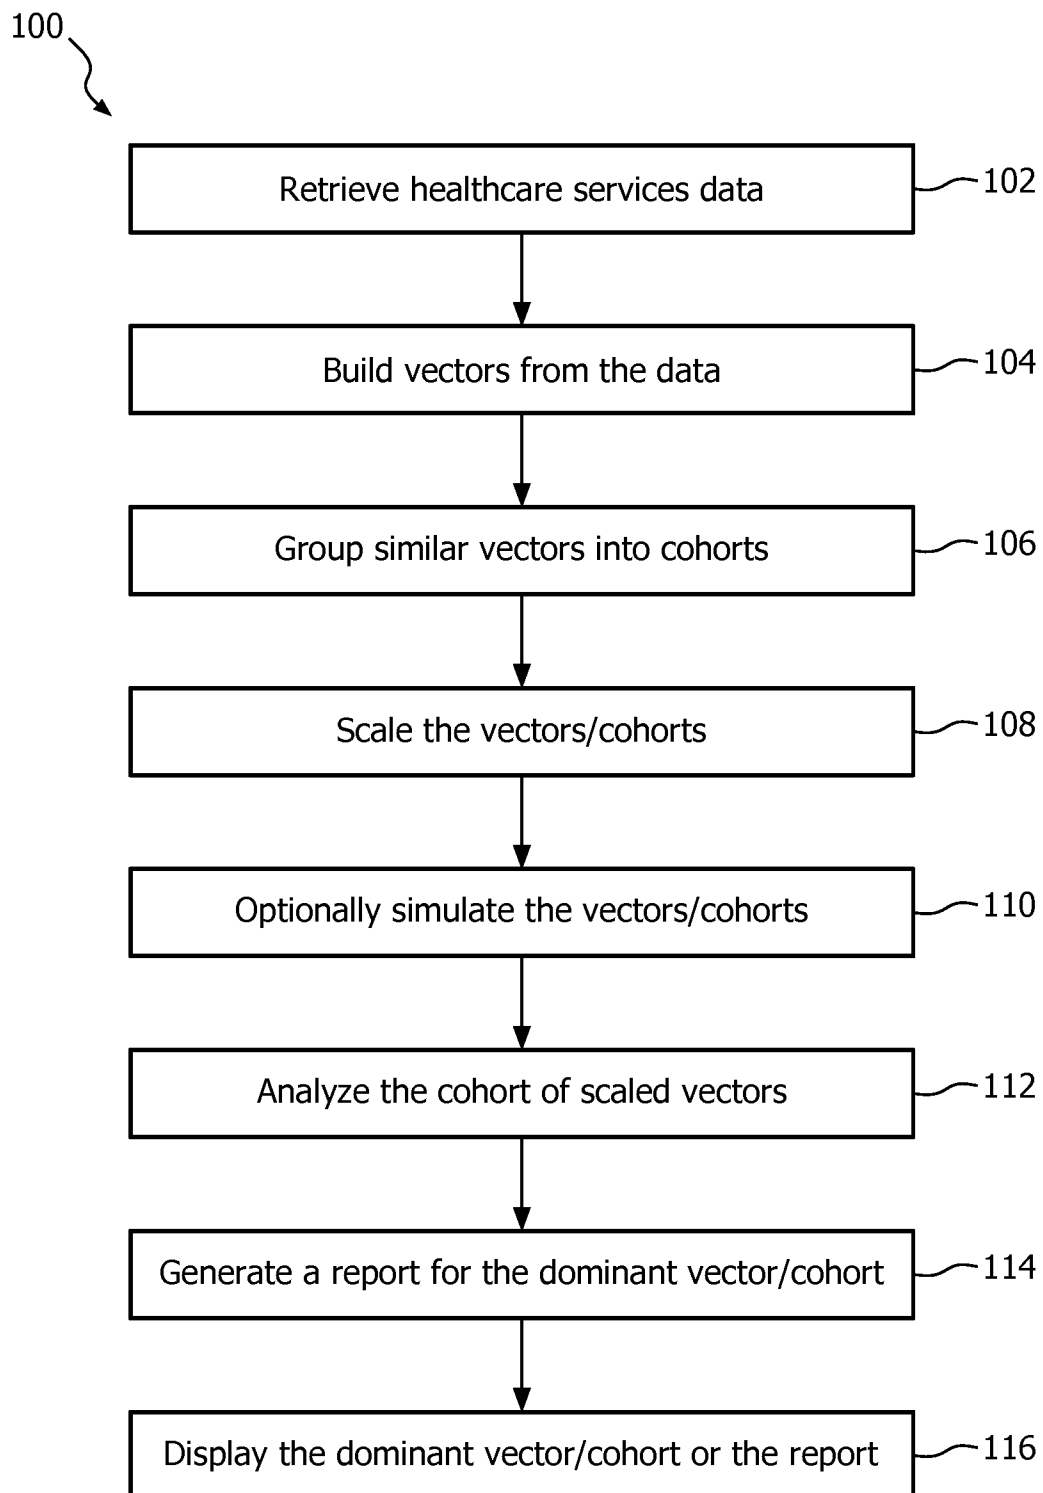 100
Retrieve healthcare services data
102
Build vectors from the data
104
Group similar vectors into cohorts
106
Scale the vectors/cohorts
108
Optionally simulate the vectors/cohorts
110
Analyze the cohort of scaled vectors
112
Generate a report for the dominant vector/cohort
114
Display the dominant vector/cohort or the report
116